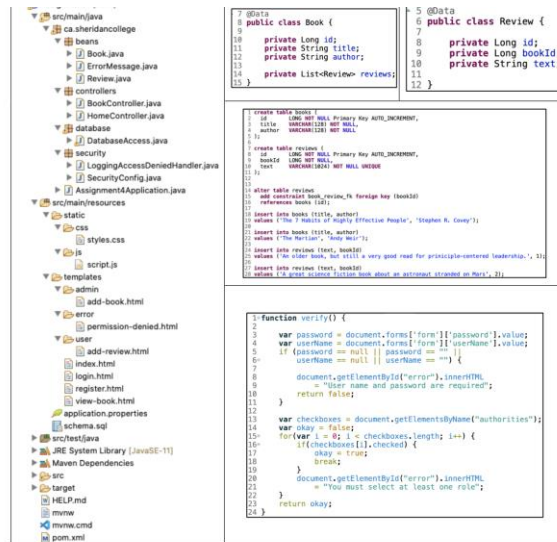 src/main/java
ca.sheridancollege
beans
Book.java
ErrorMessage.java
Review.java
controllers
BookController.java
HomeController.java
database
DatabaseAccess.java
security
LoggingAccessDeniedHandler.java
SecurityConfig.java
Assignment4Application.java
src/main/resources
static
css
styles.css
js
script.js
templates
admin
add-book.html
error
permission-denied.html
user
add-review.html
index.html
login.html
register.html
view-book.html
application.properties
schema.sql
src/test/java
JRE System Library [JavaSE-11]
Maven Dependencies
src
target
HELP.md
mvnw
mvnw.cmd
pom.xml
7 @Data
8 public class Book {
9
10 private Long id;
11 private String title;
12 private String author;
13
14 private List<Review> reviews;
15 }
5 @Data
6 public class Review {
7
8 private Long id;
9 private Long bookId
10 private String text
11
12 }
1 create table books (
2 id LONG NOT NULL Primary Key AUTO_INCREMENT,
3 title VARCHAR(128) NOT NULL,
4 author VARCHAR(128) NOT NULL
5 );
6
7 create table reviews (
8 id LONG NOT NULL Primary Key AUTO_INCREMENT,
9 bookId LONG NOT NULL,
10 text VARCHAR(1024) NOT NULL UNIQUE
11 );
12
13
14 alter table reviews
15 add constraint book_review_fk foreign key (bookId)
16 references books (id);
17
18 insert into books (title, author)
19 values ('The 7 Habits of Highly Effective People', 'Stephen R. Covey');
20
21 insert into books (title, author)
22 values ('The Martian', 'Andy Weir');
23
24 insert into reviews (text, bookId)
25 values ('An older book, but still a very good read for priniciple-centered leadership.', 1);
26
27 insert into reviews (text, bookId)
28 values ('A great science fiction book about an astronaut stranded on Mars', 2);
1 function verify() {
2
3 var password = document.forms['form']['password'].value;
4 var userName = document.forms['form']['userName'].value;
5 if (password == null || password == "" ||
6 userName == null || userName == "") {
7
8 document.getElementById("error").innerHTML
9 = "User name and password are required";
10 return false;
11 }
12
13 var checkboxes = document.getElementsByName("authorities");
14 var okay = false;
15 for(var i = 0; i < checkboxes.length; i++) {
16 if(checkboxes[i].checked) {
17 okay = true;
18 break;
19 }
20 document.getElementById("error").innerHTML
21 = "You must select at least one role";
22 }
23 return okay;
24 }